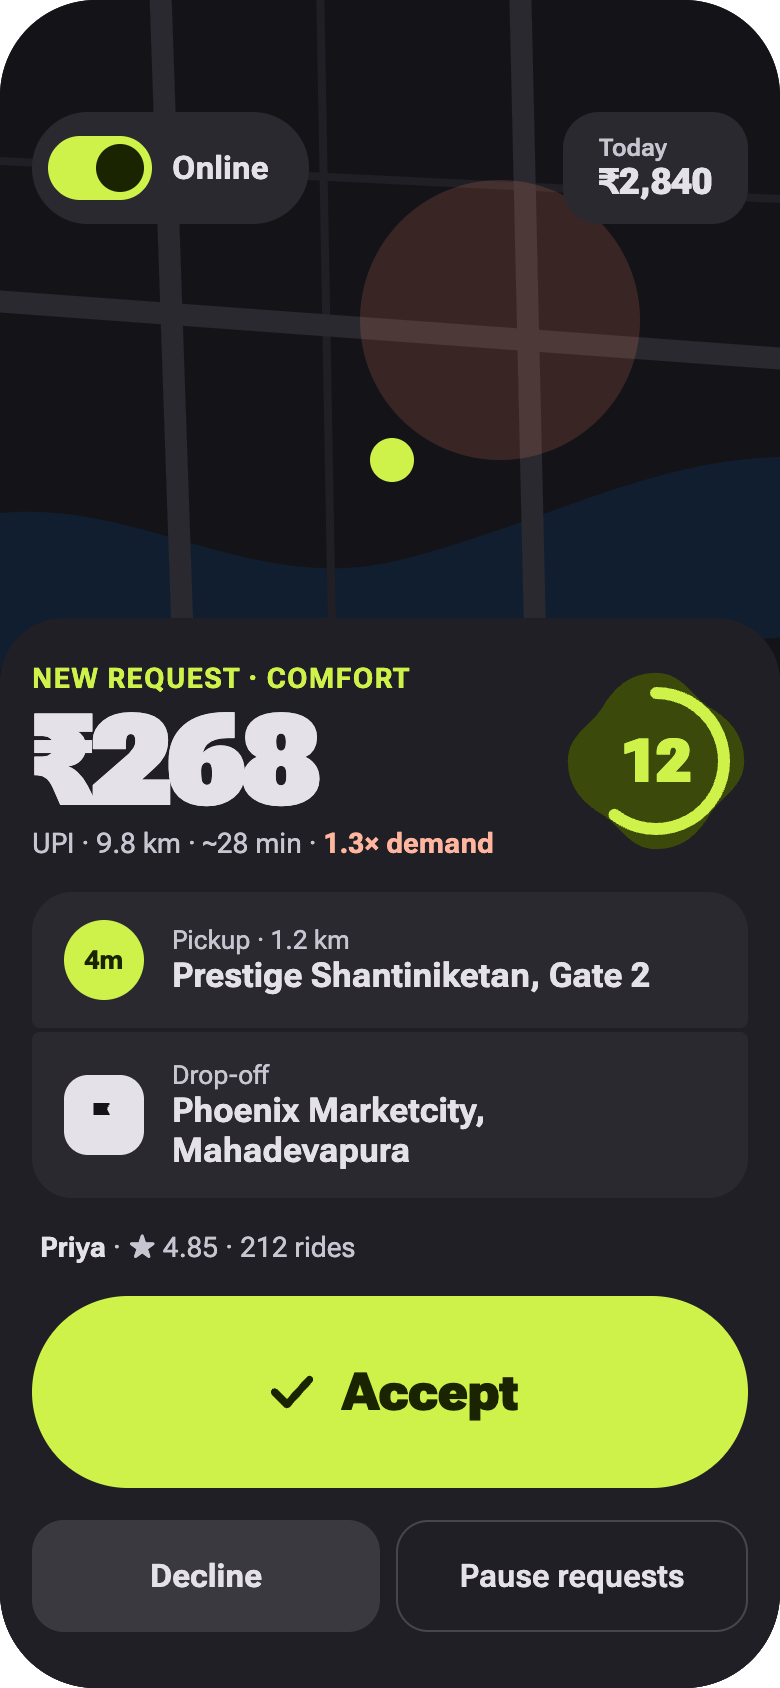 Online
Today
₹2,840
NEW REQUEST · COMFORT
₹268
12
UPI · 9.8 km · ~28 min · 1.3× demand
4m
Pickup · 1.2 km
Prestige Shantiniketan, Gate 2
Drop-off
Phoenix Marketcity,
Mahadevapura
Priya · ★ 4.85 · 212 rides
Accept
Decline
Pause requests